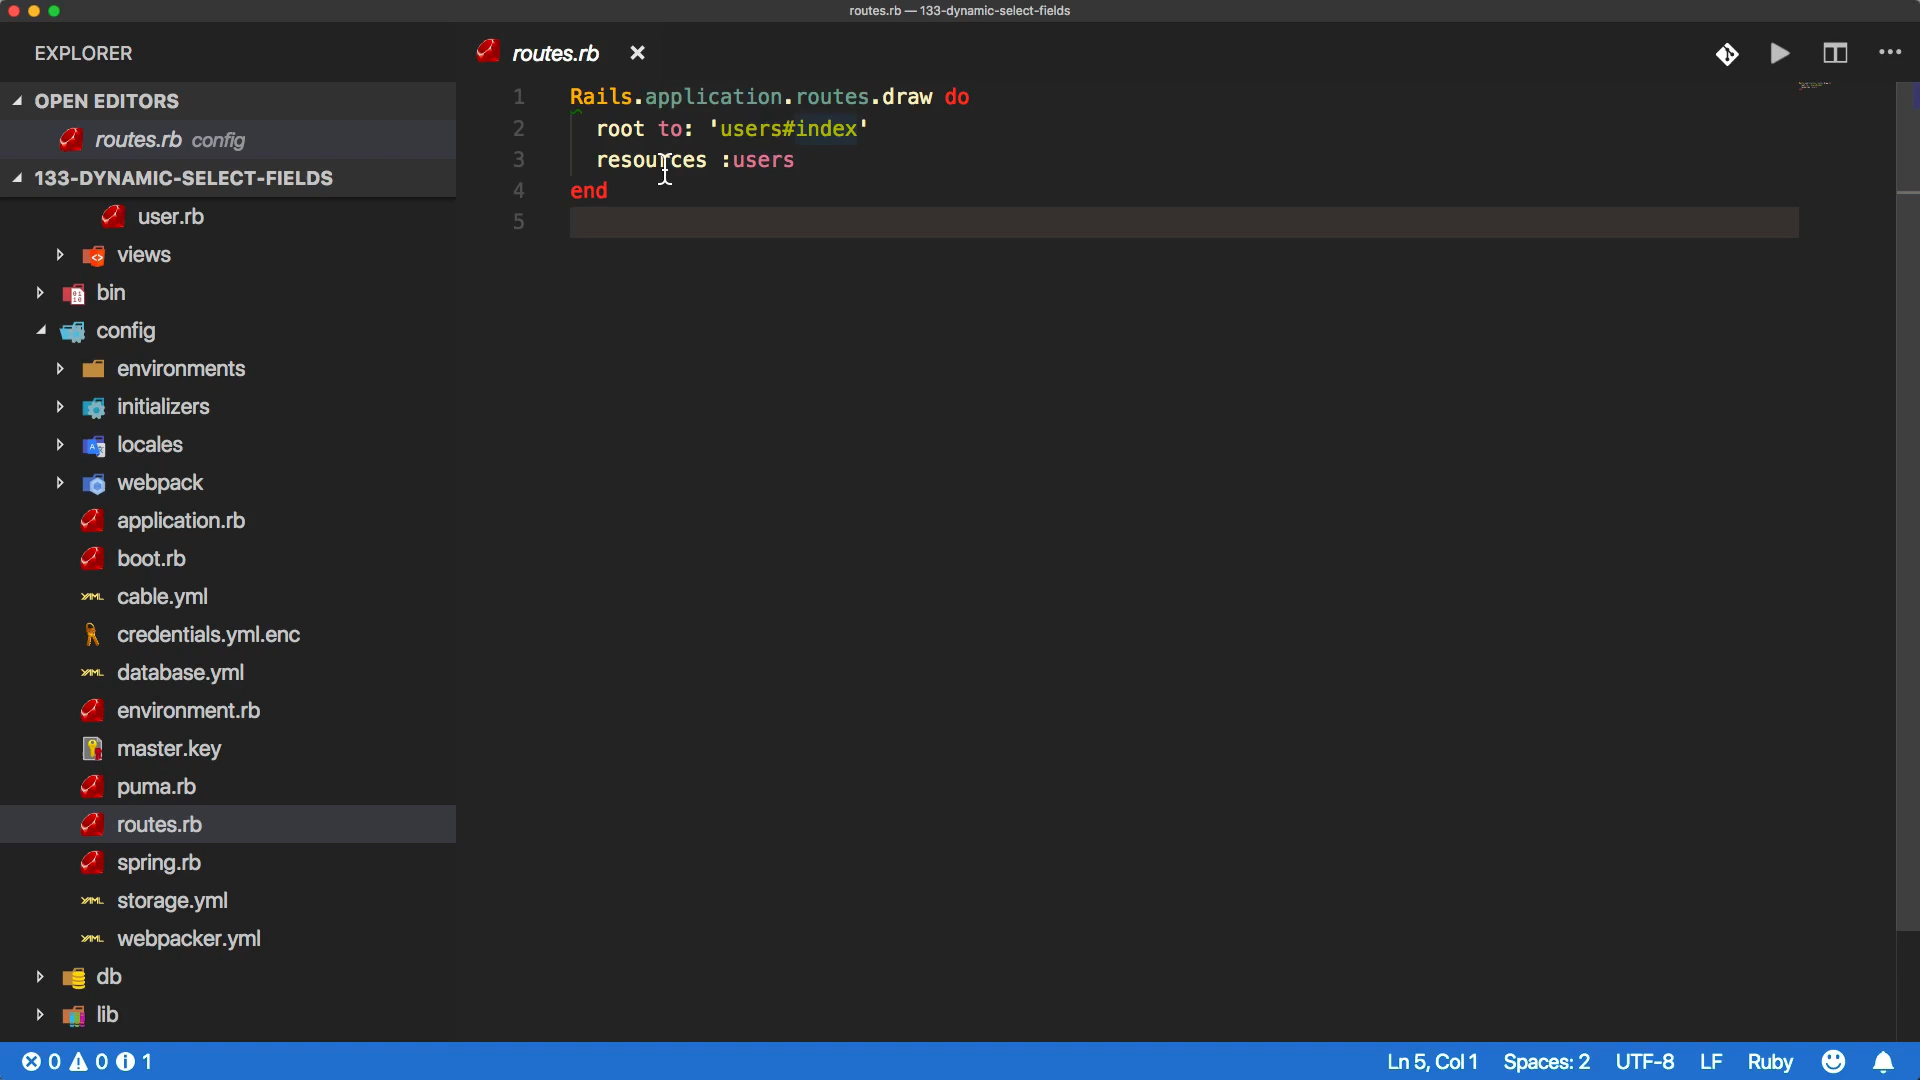 routes.rb — 133-dynamic-select-fields
EXPLORER
OPEN EDITORS
routes.rb config
133-DYNAMIC-SELECT-FIELDS
user.rb
views
bin
config
environments
initializers
locales
webpack
application.rb
boot.rb
cable.yml
credentials.yml.enc
database.yml
environment.rb
master.key
puma.rb
routes.rb
spring.rb
storage.yml
webpacker.yml
db
lib
routes.rb
1 Rails.application.routes.draw do
2 root to: 'users#index'
3 resources :users
4 end
5
0 0 1
Ln 5, Col 1 Spaces: 2 UTF-8 LF Ruby